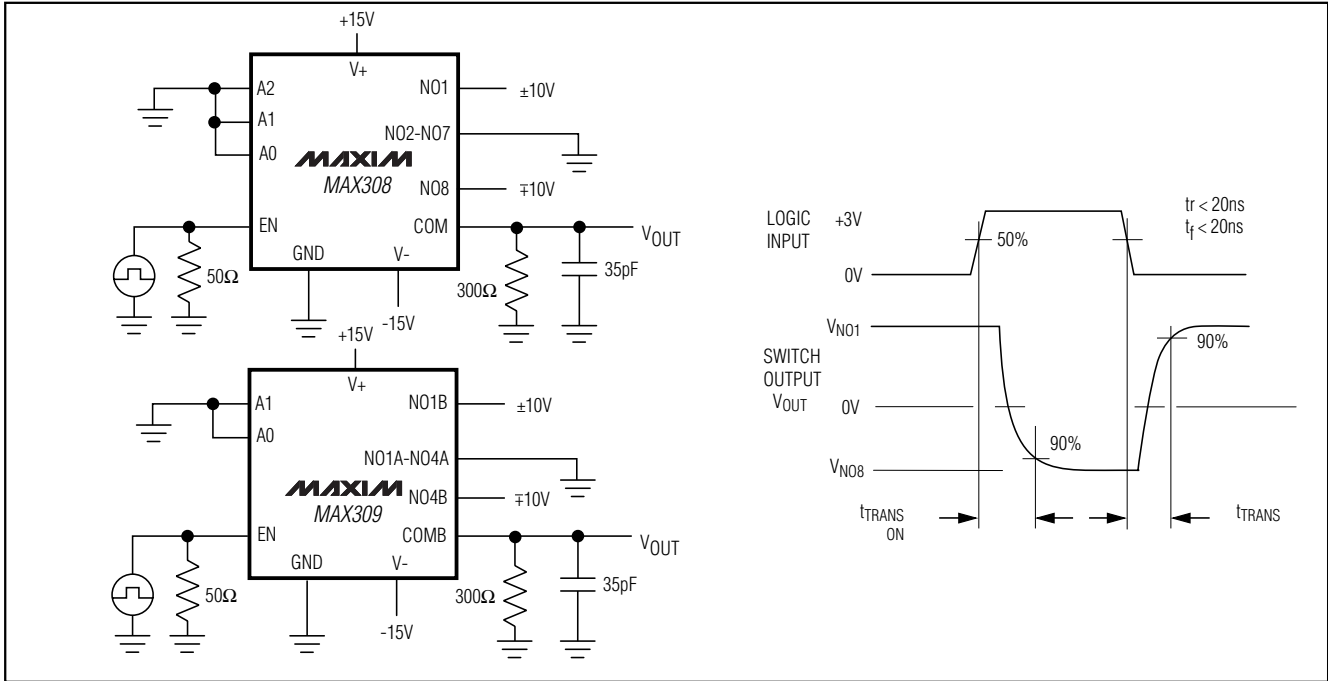 +15V
V+
A2
A1
A0
NO1
±10V
NO2-NO7
MAXIM
MAX308
NO8
∓10V
EN
COM
VOUT
GND
V-
50Ω
300Ω
35pF
-15V
+15V
V+
A1
A0
NO1B
±10V
NO1A-NO4A
MAXIM
MAX309
NO4B
∓10V
EN
COMB
VOUT
GND
V-
50Ω
300Ω
35pF
-15V
LOGIC
INPUT
+3V
50%
0V
tr < 20ns
tf < 20ns
VNO1
SWITCH
OUTPUT
VOUT
0V
90%
90%
VNO8
tTRANS
ON
tTRANS